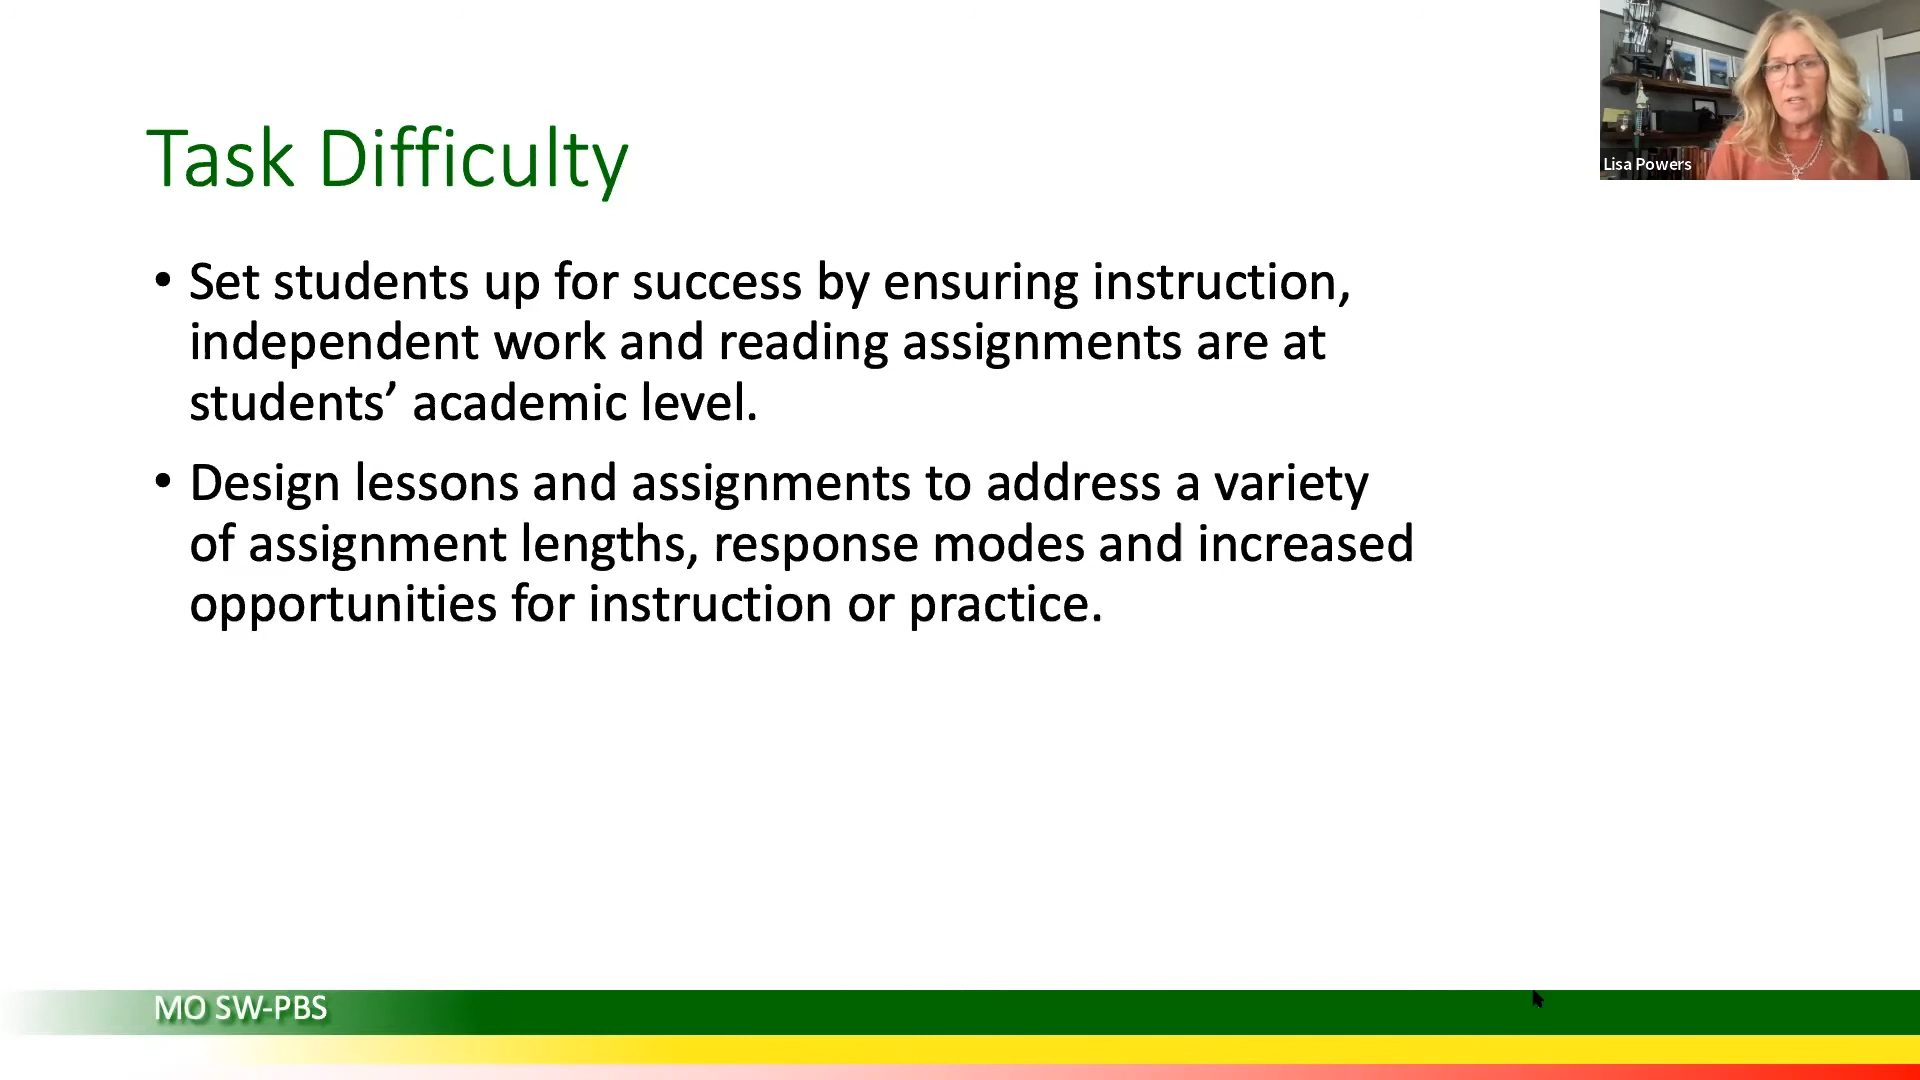 Lisa Powers
Task Difficulty
• Set students up for success by ensuring instruction,
independent work and reading assignments are at
students’ academic level.
• Design lessons and assignments to address a variety
of assignment lengths, response modes and increased
opportunities for instruction or practice.
MO SW-PBS